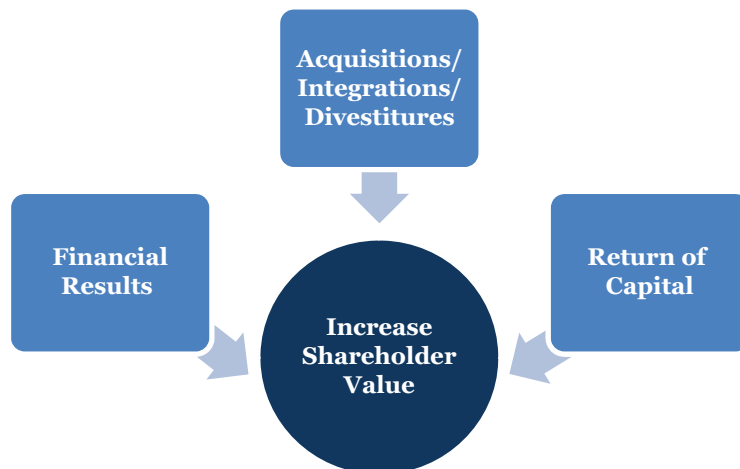 Acquisitions/
Integrations/
Divestitures
Financial
Results
Return of
Capital
Increase
Shareholder
Value